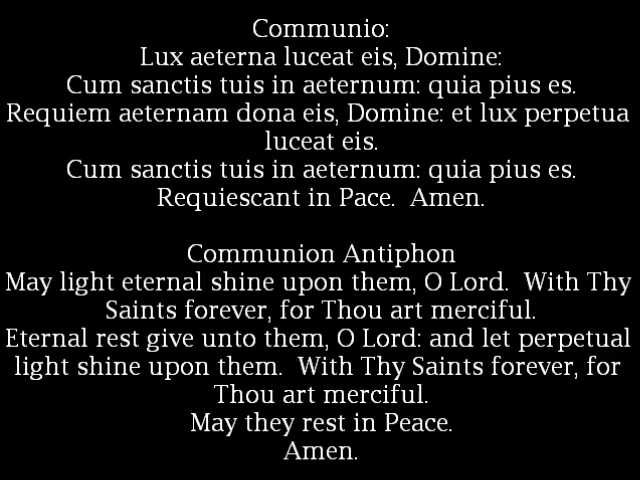 Communio:
Lux aeterna luceat eis, Domine:
Cum sanctis tuis in aeternum: quia pius es.
Requiem aeternam dona eis, Domine: et lux perpetua
luceat eis.
Cum sanctis tuis in aeternum: quia pius es.
Requiescant in Pace.  Amen.

Communion Antiphon
May light eternal shine upon them, O Lord.  With Thy
Saints forever, for Thou art merciful.
Eternal rest give unto them, O Lord: and let perpetual
light shine upon them.  With Thy Saints forever, for
Thou art merciful.
May they rest in Peace.
Amen.